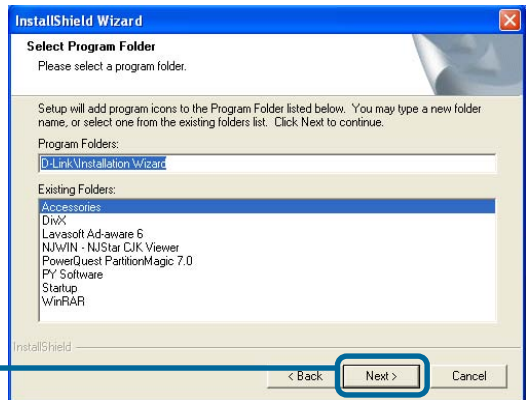 InstallShield Wizard
Select Program Folder
Please select a program folder.
Setup will add program icons to the Program Folder listed below. You may type a new folder
name, or select one from the existing folders list. Click Next to continue.
Program Folders:
D-Link\Installation Wizard
Existing Folders:
Accessories
DivX
Lavasoft Ad-aware 6
NJWIN - NJStar CJK Viewer
PowerQuest PartitionMagic 7.0
PY Software
Startup
WinRAR
InstallShield
< Back
Next >
Cancel